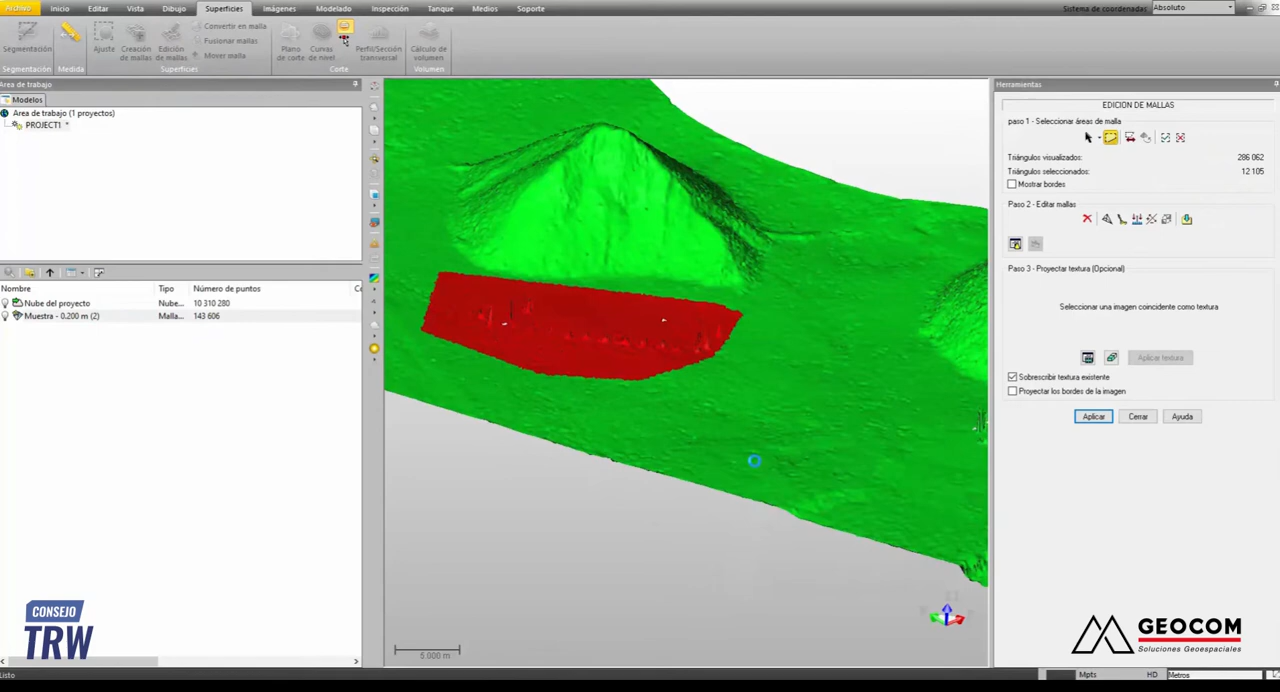 Archivo Inicio Editar Vista Dibujo Superficies Imágenes Modelado Inspección Tanque Medios Soporte
Sistema de coordenadas: Absoluto
Segmentación
Ajuste
Creación de mallas
Edición de mallas
Convertir en malla
Fusionar mallas
Mover malla
Plano de corte
Curvas de nivel
Perfil/Sección transversal
Cálculo de volumen
Segmentación Medida Superficies Corte Volumen
Área de trabajo
Modelos
Área de trabajo (1 proyectos)
PROJECT1 *
Nombre Tipo Número de puntos
Nube del proyecto Nube... 10 310 280
Muestra - 0.200 m (2) Malla... 143 606
5.000 m
CONSEJO
TRW
Listo
Herramientas
EDICION DE MALLAS
paso 1 - Seleccionar áreas de malla
Triángulos visualizados: 286 062
Triángulos seleccionados: 12 105
Mostrar bordes
Paso 2 - Editar mallas
Paso 3 - Proyectar textura (Opcional)
Seleccionar una imagen coincidente como textura
Aplicar textura
Sobrescribir textura existente
Proyectar los bordes de la imagen
Aplicar Cerrar Ayuda
GEOCOM
Soluciones Geoespaciales
Mpts HD Metros